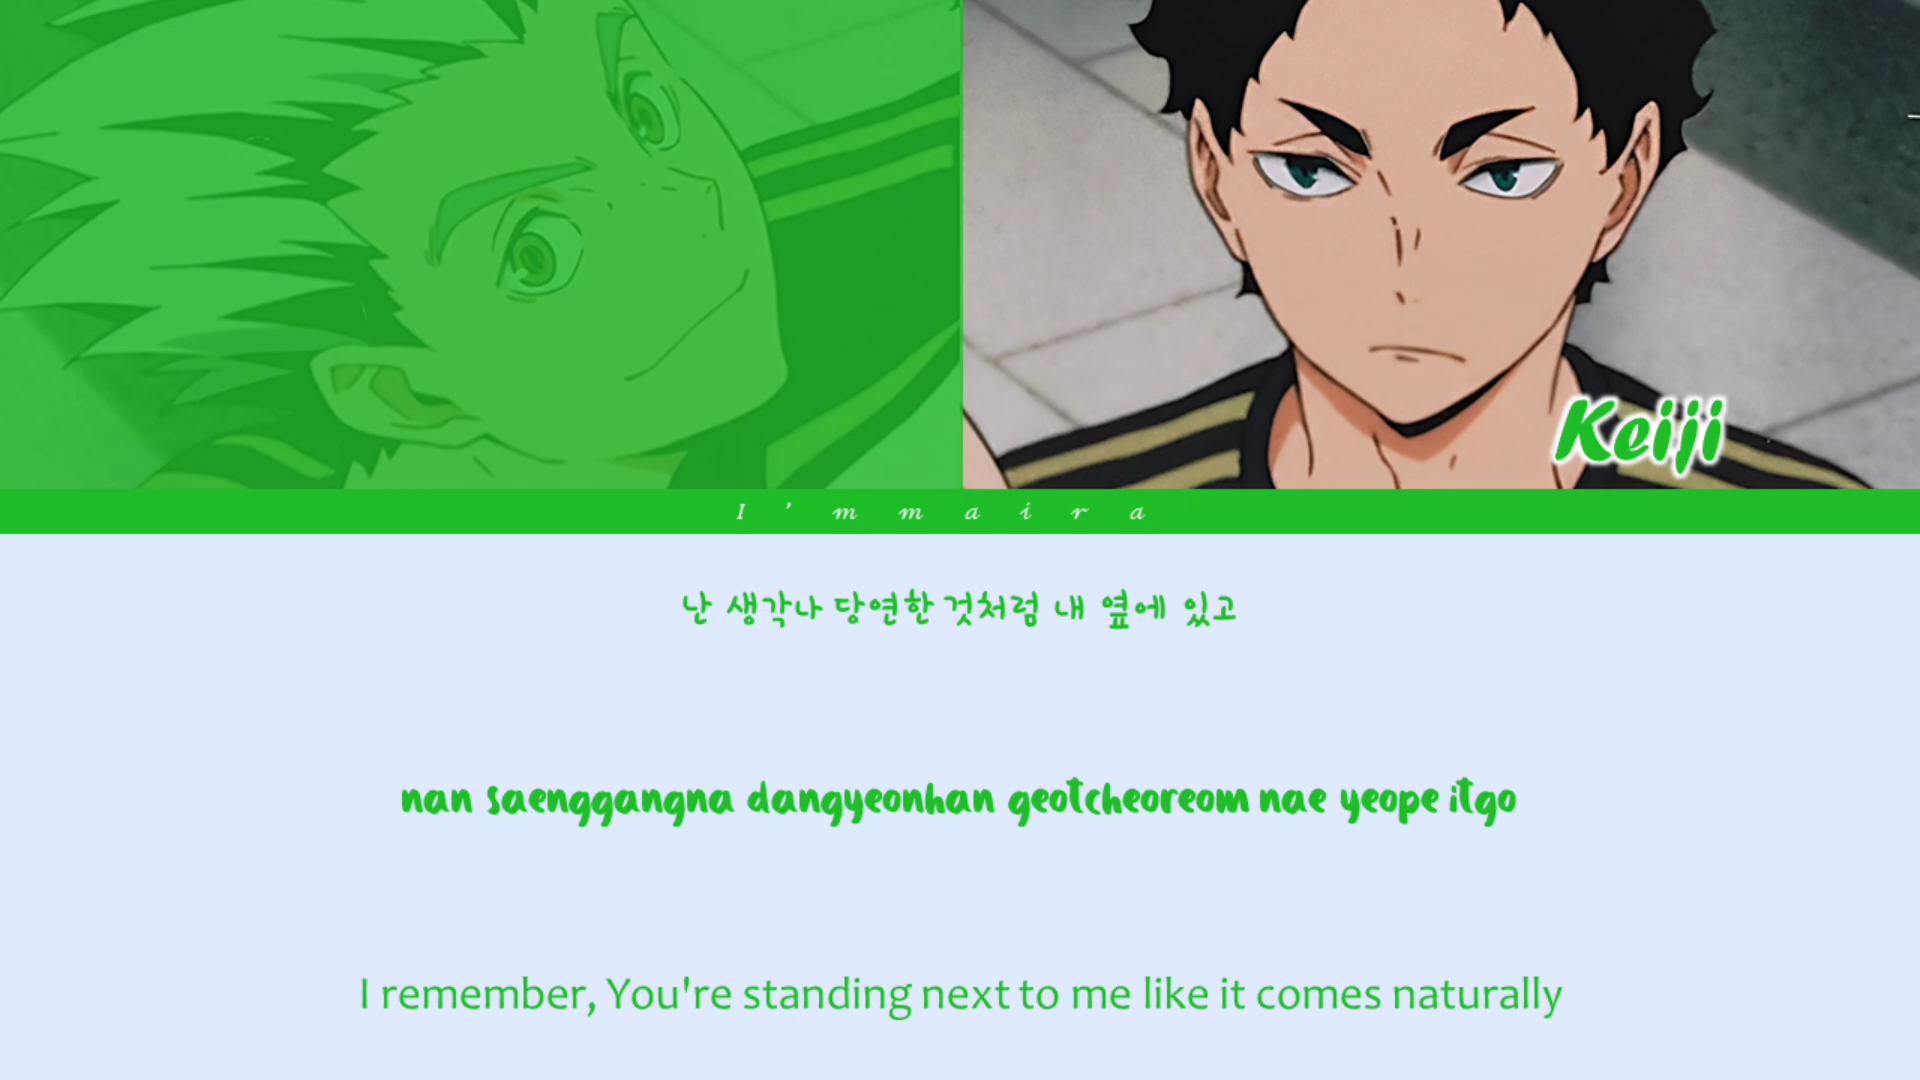 Keiji
I'mmaira
난 생각나 당연한 것처럼 내 옆에 있고
nan saenggangna dangyeonhan geotcheoreom nae yeope itgo
I remember, You're standing next to me like it comes naturally